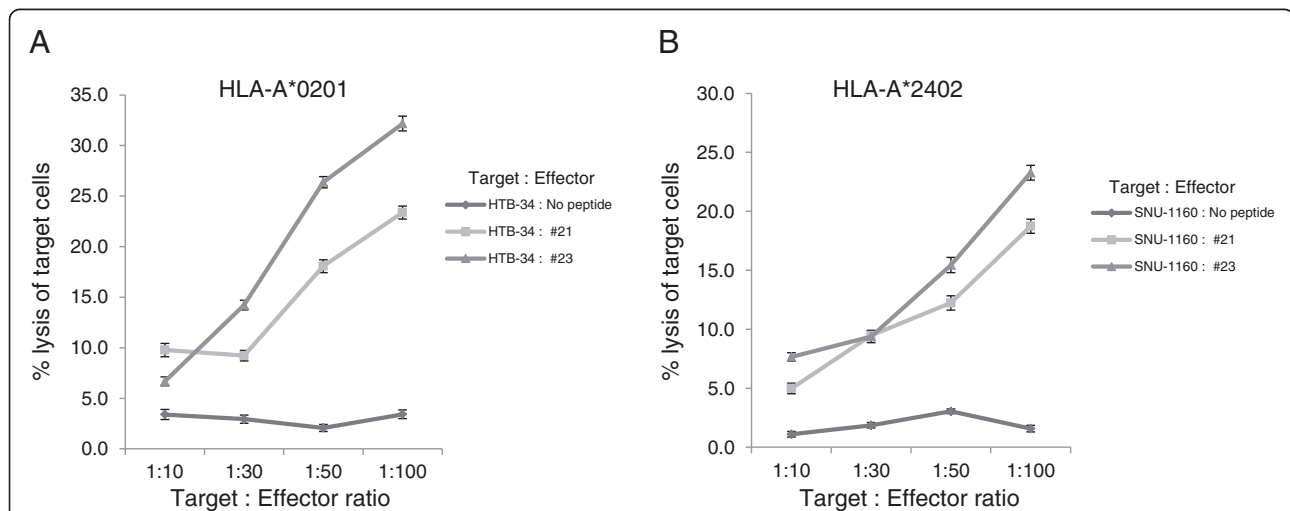 A
HLA-A*0201
35.0
30.0
25.0
20.0
15.0
10.0
5.0
0.0
% lysis of target cells
1:10 1:30 1:50 1:100
Target : Effector ratio
Target : Effector
HTB-34 : No peptide
HTB-34 : #21
HTB-34 : #23
B
HLA-A*2402
30.0
25.0
20.0
15.0
10.0
5.0
0.0
% lysis of target cells
1:10 1:30 1:50 1:100
Target : Effector ratio
Target : Effector
SNU-1160 : No peptide
SNU-1160 : #21
SNU-1160 : #23